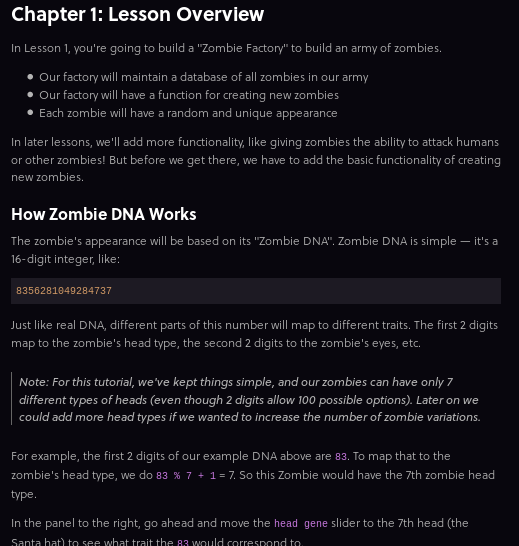 Chapter 1: Lesson Overview
In Lesson 1, you're going to build a "Zombie Factory" to build an army of zombies.
● Our factory will maintain a database of all zombies in our army
● Our factory will have a function for creating new zombies
● Each zombie will have a random and unique appearance
In later lessons, we'll add more functionality, like giving zombies the ability to attack humans
or other zombies! But before we get there, we have to add the basic functionality of creating
new zombies.
How Zombie DNA Works
The zombie's appearance will be based on its "Zombie DNA". Zombie DNA is simple — it's a
16-digit integer, like:
8356281049284737
Just like real DNA, different parts of this number will map to different traits. The first 2 digits
map to the zombie's head type, the second 2 digits to the zombie's eyes, etc.
Note: For this tutorial, we've kept things simple, and our zombies can have only 7
different types of heads (even though 2 digits allow 100 possible options). Later on we
could add more head types if we wanted to increase the number of zombie variations.
For example, the first 2 digits of our example DNA above are 83. To map that to the
zombie's head type, we do 83 % 7 + 1 = 7. So this Zombie would have the 7th zombie head
type.
In the panel to the right, go ahead and move the head gene slider to the 7th head (the
Santa hat) to see what trait the 83 would correspond to.